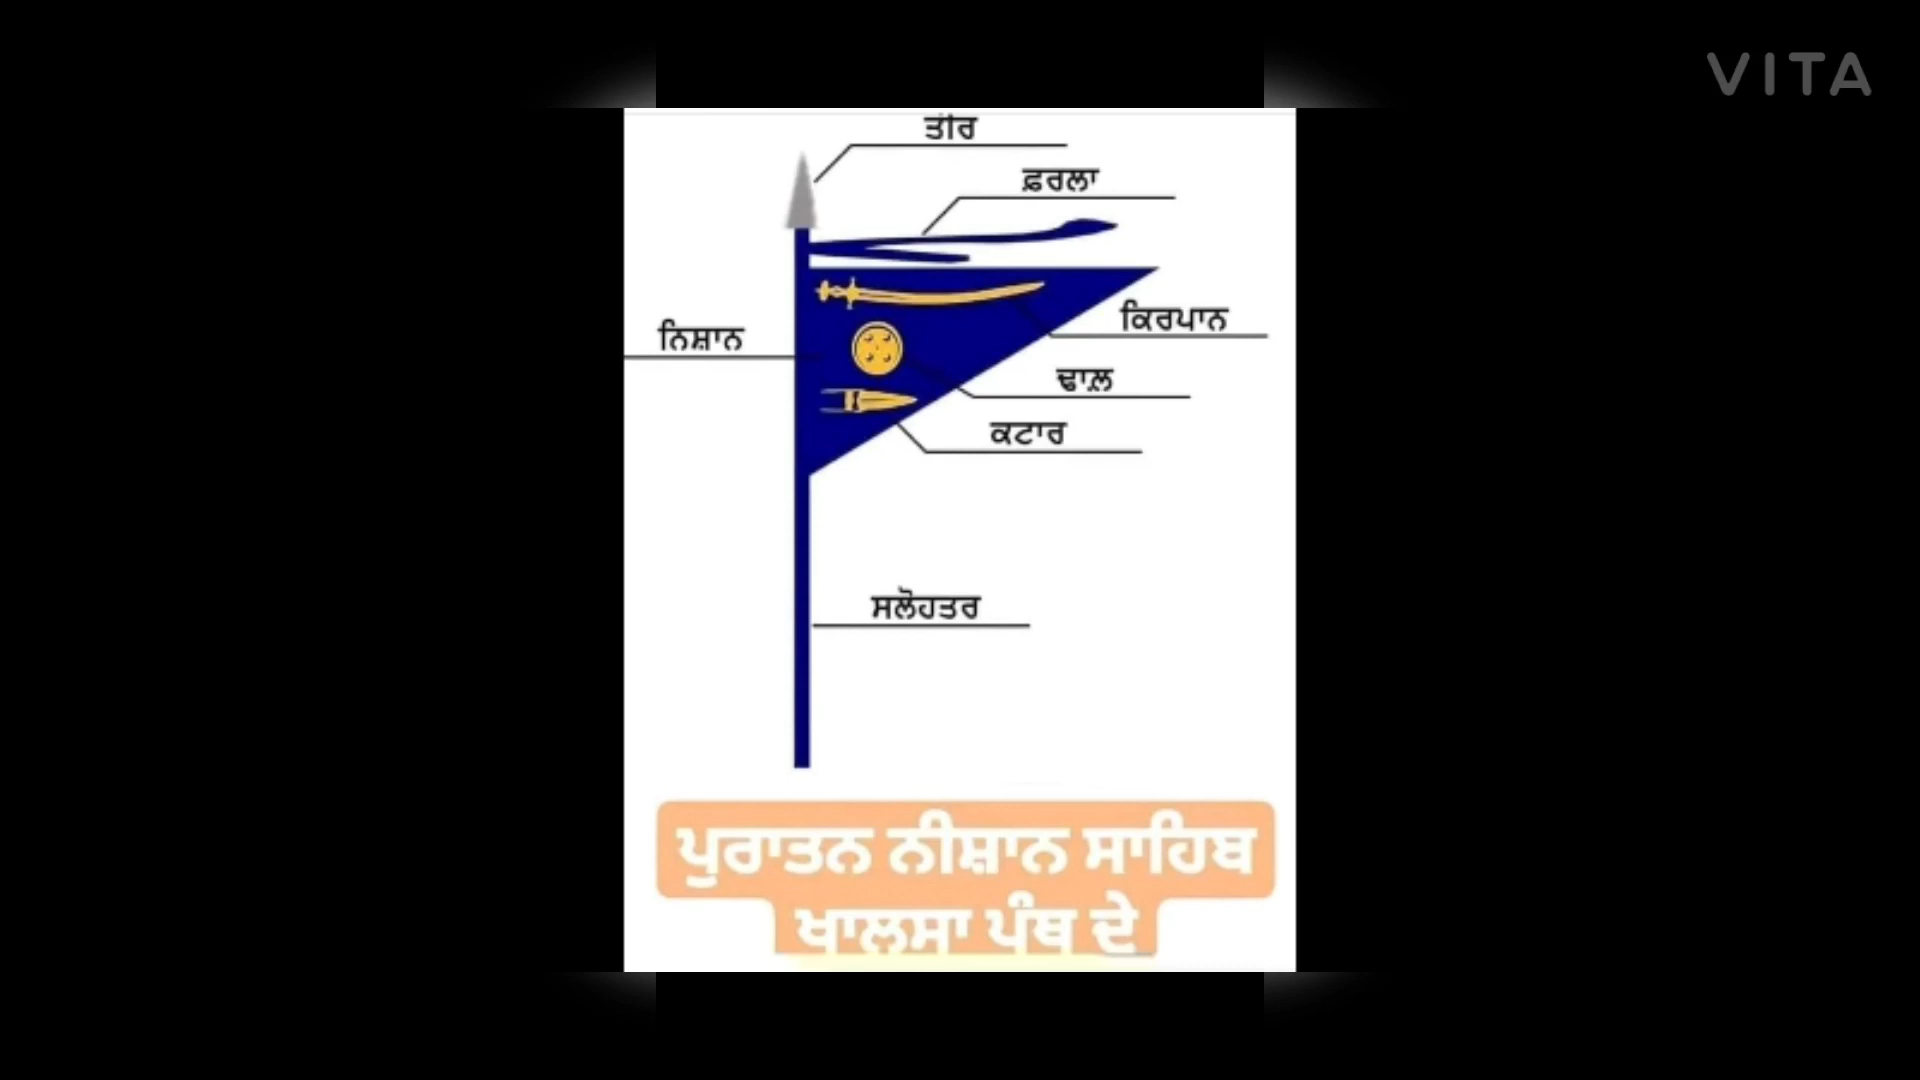 VITA
ਤੀਰ
ਫ਼ਰਲਾ
ਕਿਰਪਾਨ
ਨਿਸ਼ਾਨ
ਢਾਲ਼
ਕਟਾਰ
ਸਲੋਹਤਰ
ਪੁਰਾਤਨ ਨੀਸ਼ਾਨ ਸਾਹਿਬ
ਖਾਲਸਾ ਪੰਥ ਦੇ